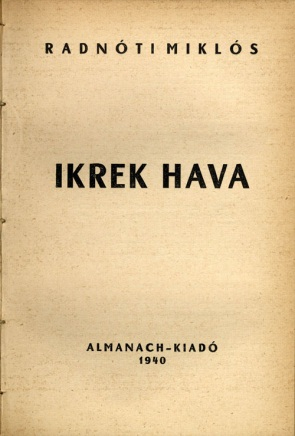 RADNÓTI MIKLÓS
IKREK HAVA
ALMANACH-KIADÓ
1940